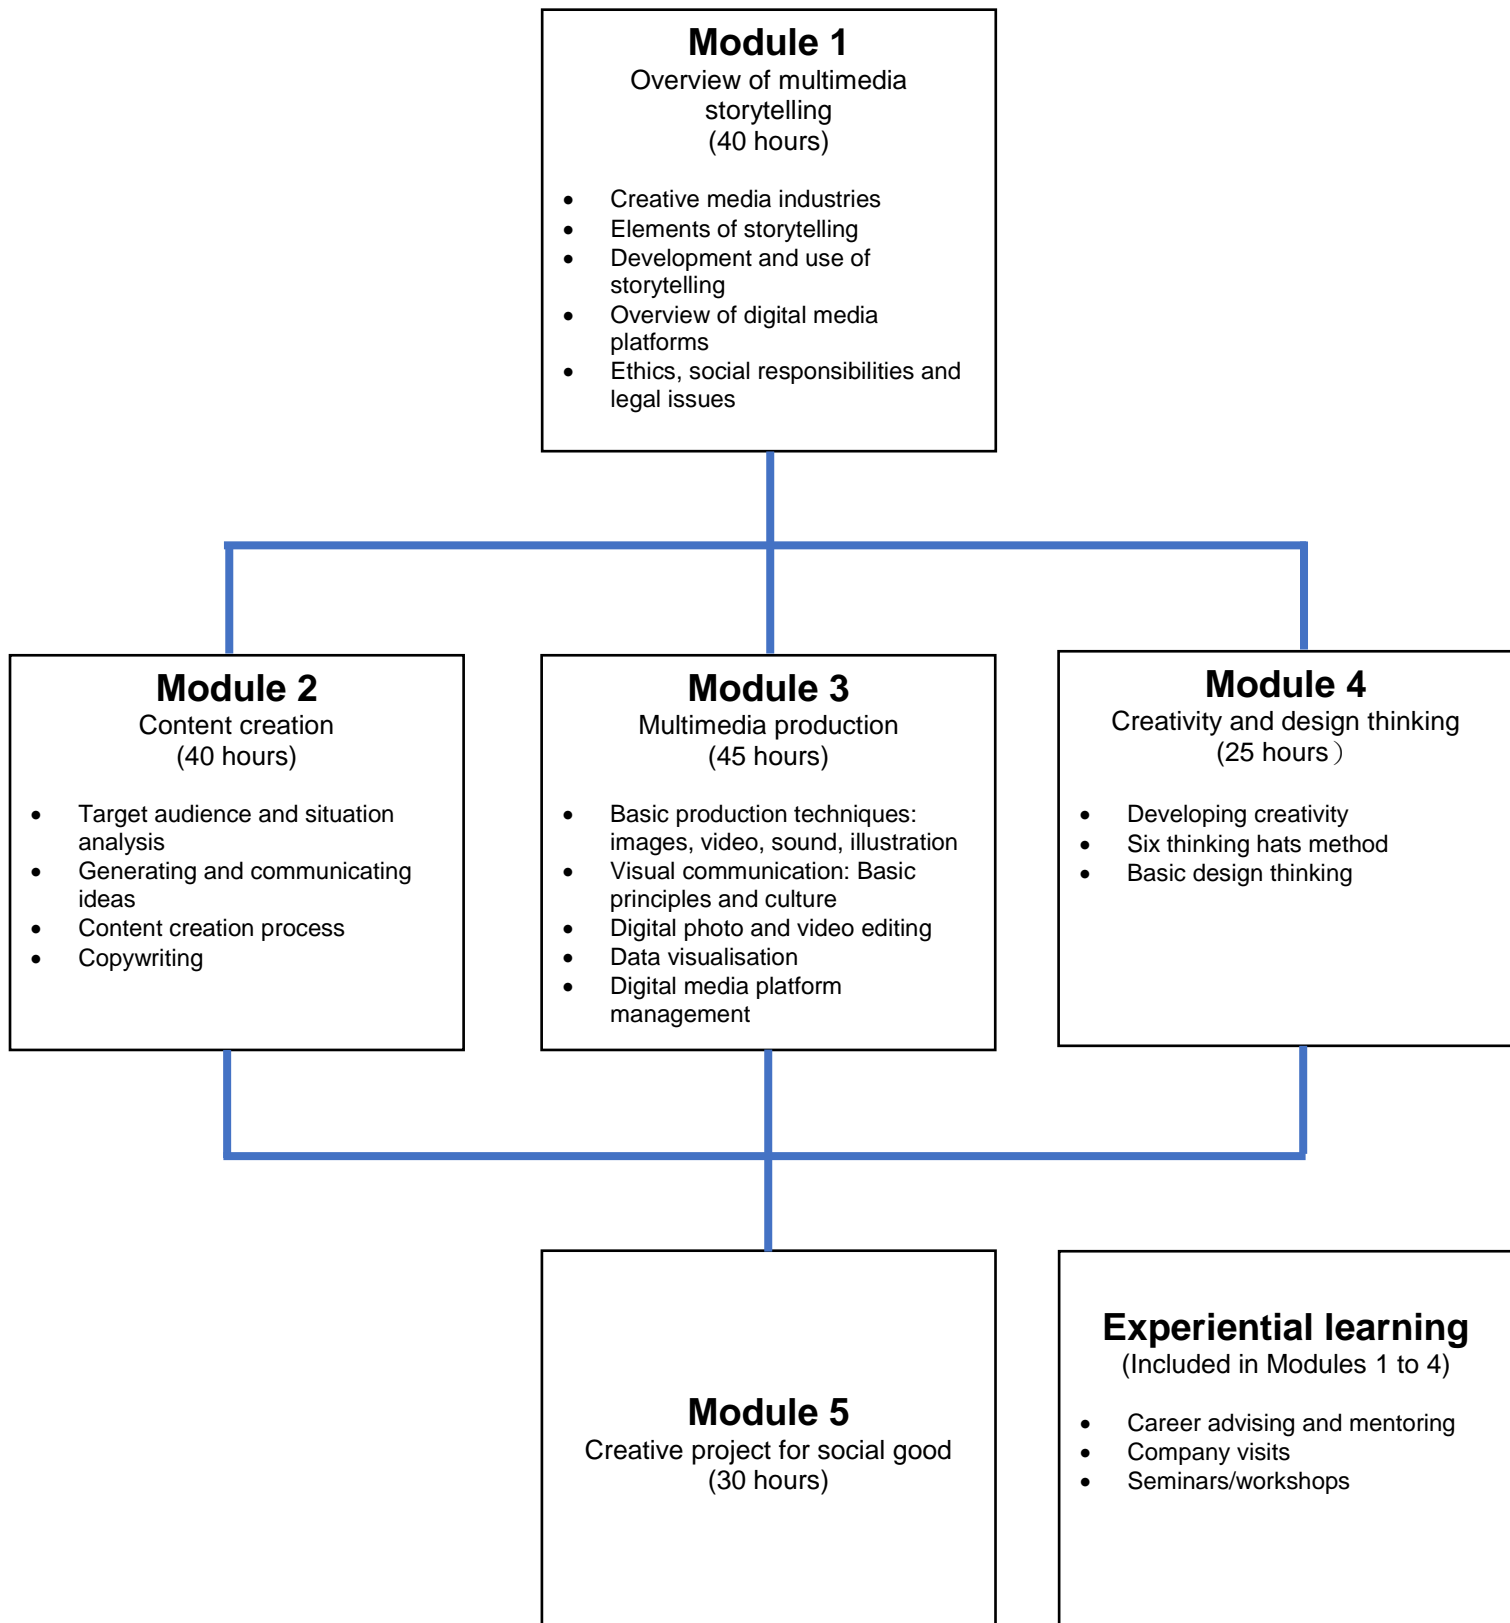 Module 1
Overview of multimedia
storytelling
(40 hours)
• Creative media industries
• Elements of storytelling
• Development and use of
storytelling
• Overview of digital media
platforms
• Ethics, social responsibilities and
legal issues
Module 2
Content creation
(40 hours)
• Target audience and situation
analysis
• Generating and communicating
ideas
• Content creation process
• Copywriting
Module 3
Multimedia production
(45 hours)
• Basic production techniques:
images, video, sound, illustration
• Visual communication: Basic
principles and culture
• Digital photo and video editing
• Data visualisation
• Digital media platform
management
Module 4
Creativity and design thinking
(25 hours）
• Developing creativity
• Six thinking hats method
• Basic design thinking
Module 5
Creative project for social good
(30 hours)
Experiential learning
(Included in Modules 1 to 4)
• Career advising and mentoring
• Company visits
• Seminars/workshops